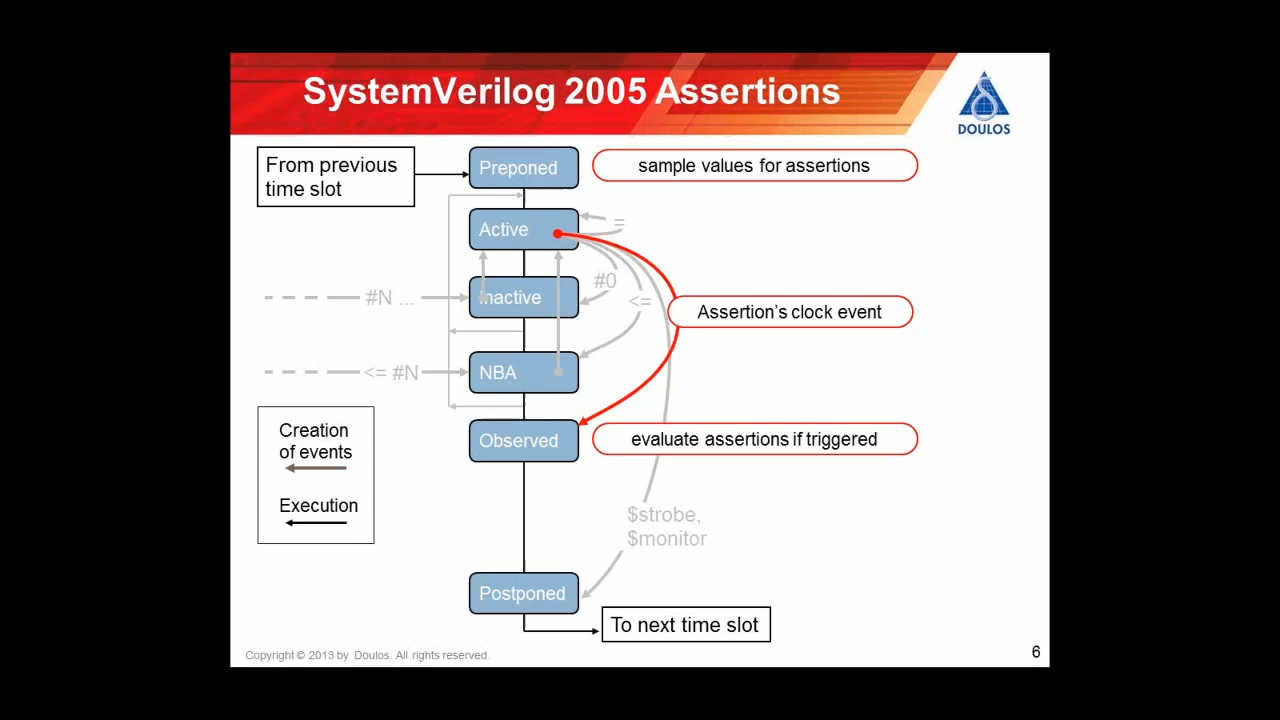 SystemVerilog 2005 Assertions
DOULOS
From previous
time slot
Preponed
sample values for assertions
Active
=
#0
#N ...
Inactive
<=
Assertion's clock event
<= #N
NBA
Creation
of events
Observed
evaluate assertions if triggered
Execution
$strobe,
$monitor
Postponed
To next time slot
Copyright © 2013 by Doulos. All rights reserved.
6